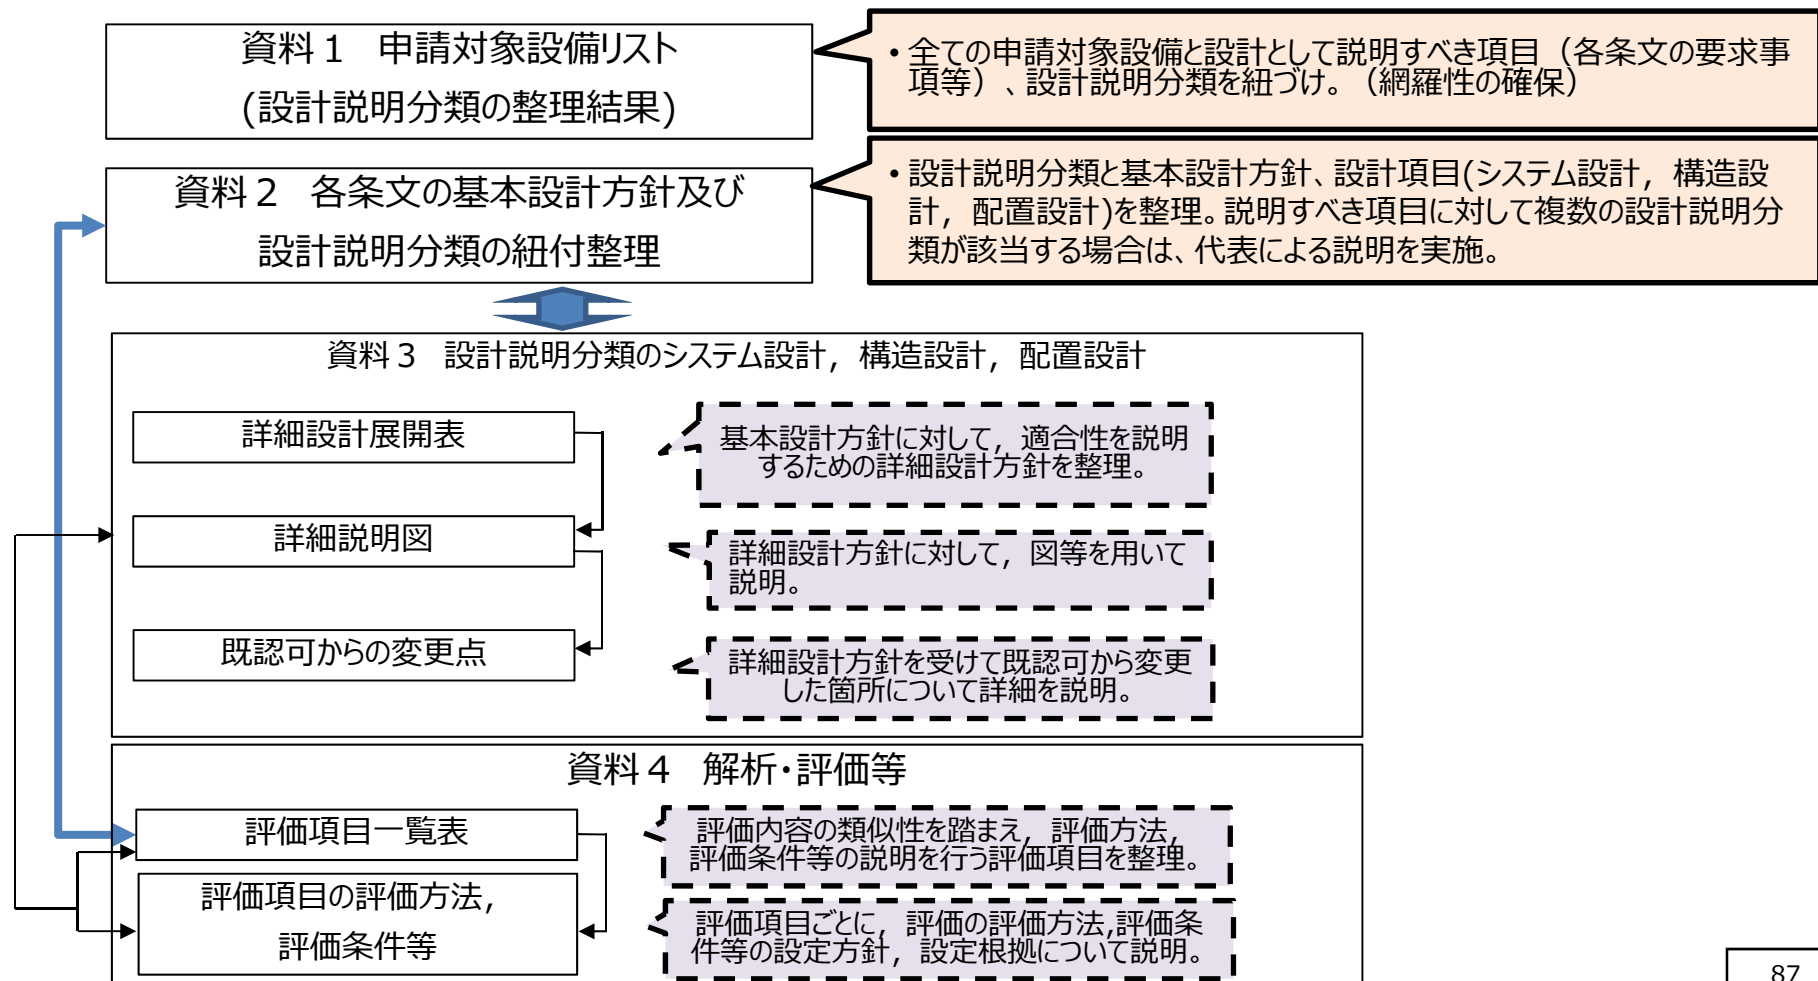 資料１　申請対象設備リスト
(設計説明分類の整理結果)
・全ての申請対象設備と設計として説明すべき項目（各条文の要求事
項等）、設計説明分類を紐づけ。（網羅性の確保）
資料２　各条文の基本設計方針及び
設計説明分類の紐付整理
・設計説明分類と基本設計方針、設計項目(システム設計，構造設
計，配置設計)を整理。説明すべき項目に対して複数の設計説明分
類が該当する場合は、代表による説明を実施。
資料３　設計説明分類のシステム設計，構造設計，配置設計
詳細設計展開表
基本設計方針に対して，適合性を説明
するための詳細設計方針を整理。
詳細説明図
詳細設計方針に対して，図等を用いて
説明。
既認可からの変更点
詳細設計方針を受けて既認可から変更
した箇所について詳細を説明。
資料４　解析・評価等
評価項目一覧表
評価内容の類似性を踏まえ，評価方法，
評価条件等の説明を行う評価項目を整理。
評価項目の評価方法，
評価条件等
評価項目ごとに，評価の評価方法,評価条
件等の設定方針，設定根拠について説明。
87